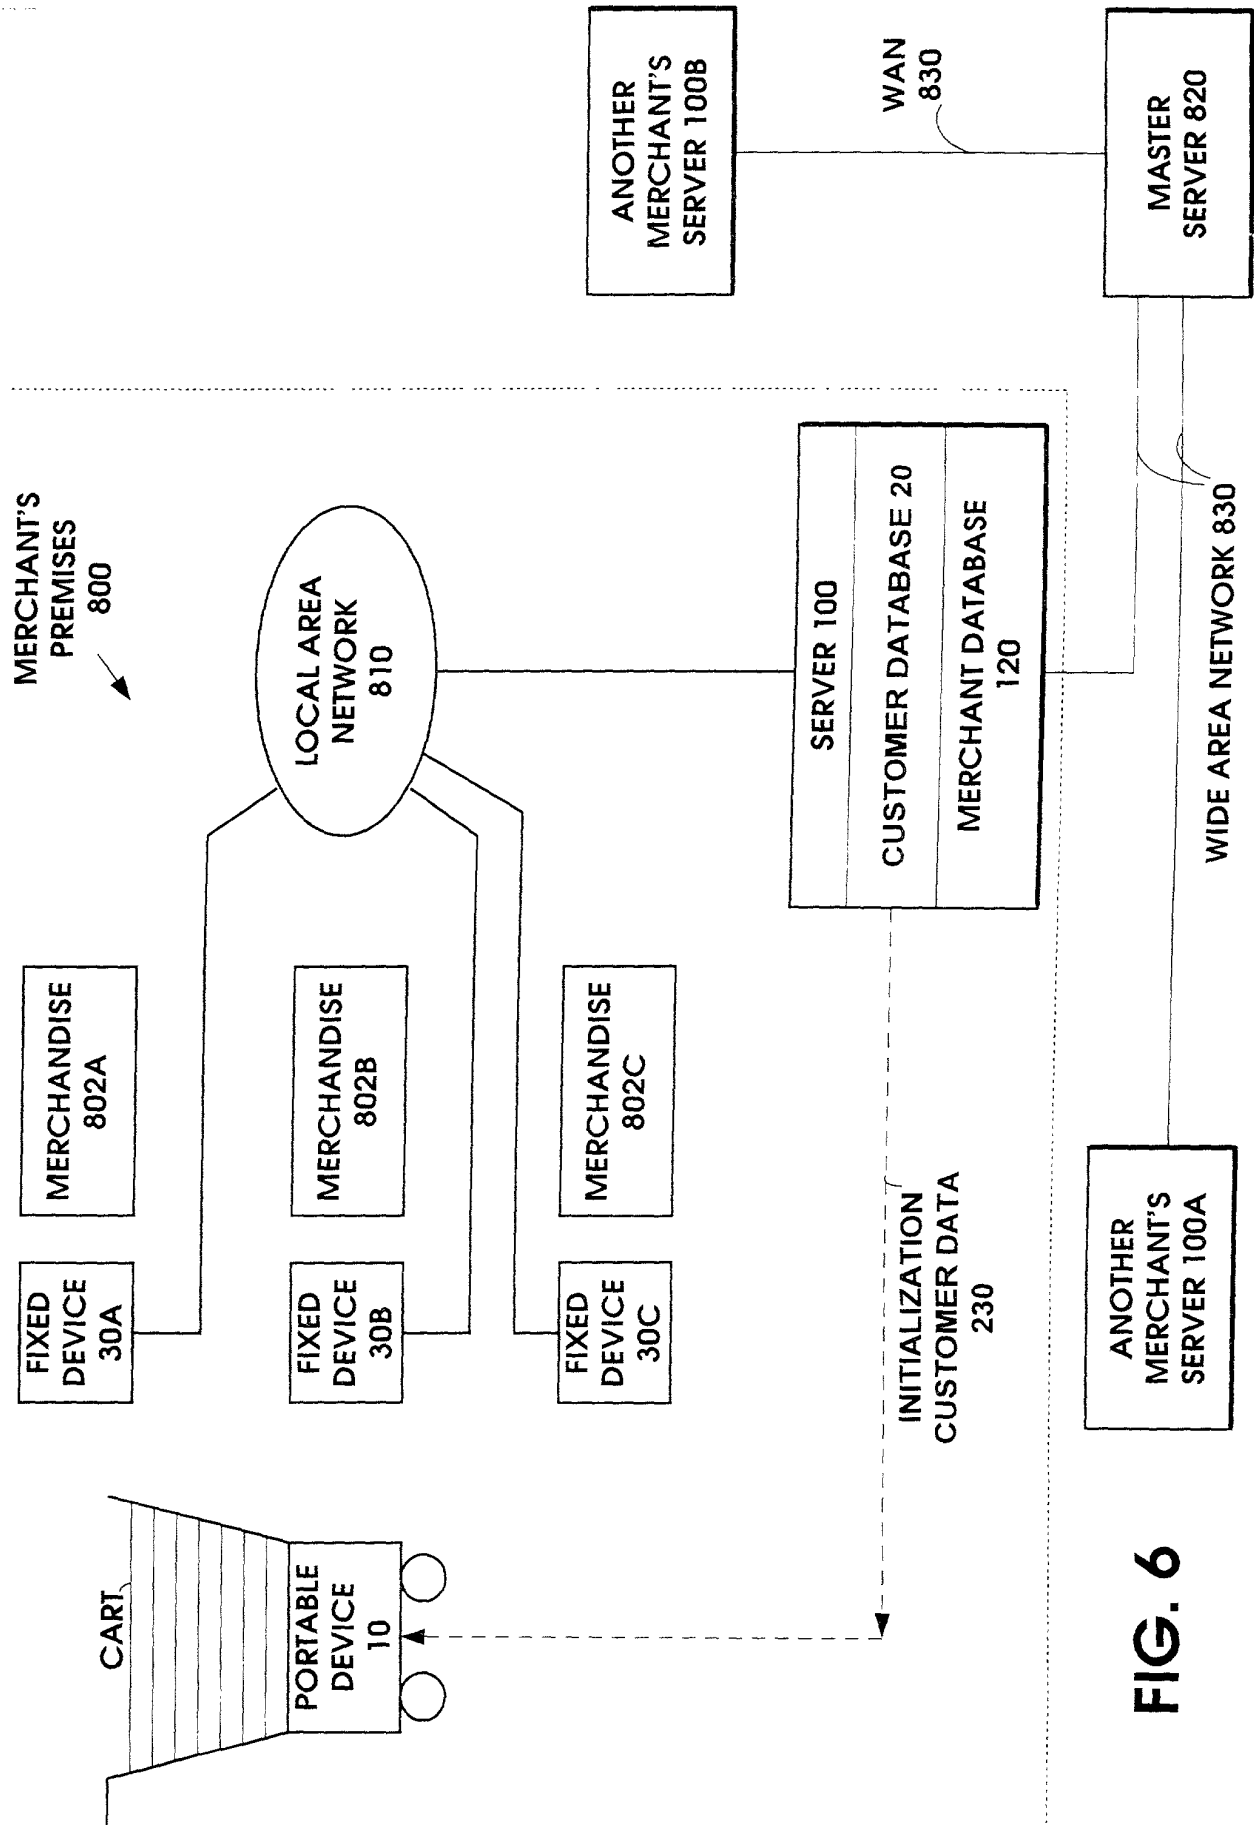 MERCHANT'S
PREMISES
800
CART
PORTABLE
DEVICE
10
FIXED
DEVICE
30A
MERCHANDISE
802A
FIXED
DEVICE
30B
MERCHANDISE
802B
FIXED
DEVICE
30C
MERCHANDISE
802C
LOCAL AREA
NETWORK
810
ANOTHER
MERCHANT'S
SERVER 100B
SERVER 100
CUSTOMER DATABASE 20
MERCHANT DATABASE
120
WAN
830
INITIALIZATION
CUSTOMER DATA
230
ANOTHER
MERCHANT'S
SERVER 100A
WIDE AREA NETWORK 830
MASTER
SERVER 820
FIG. 6